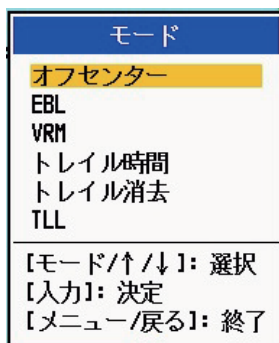 モード
オフセンター
EBL
VRM
トレイル時間
トレイル消去
TLL
[モード/↑/↓]: 選択
[入力]: 決定
[メニュー/戻る]: 終了